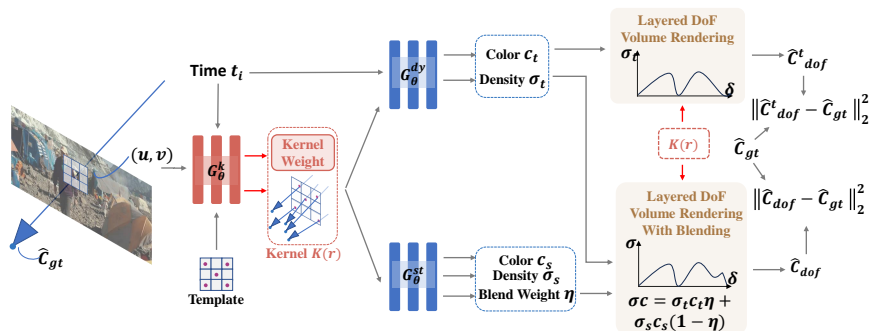 Time t_i
(u, v)
Ĉ_gt
G_θ^k
Template
Kernel
Weight
Kernel K(r)
G_θ^dy
G_θ^st
Color c_t
Density σ_t
Color c_s
Density σ_s
Blend Weight η
Layered DoF
Volume Rendering
σ_t
δ
K(r)
Layered DoF
Volume Rendering
With Blending
σ
δ
σc = σ_t c_t η +
σ_s c_s (1 − η)
Ĉ^t_dof
‖Ĉ^t_dof − Ĉ_gt‖_2^2
Ĉ_gt
‖Ĉ_dof − Ĉ_gt‖_2^2
Ĉ_dof